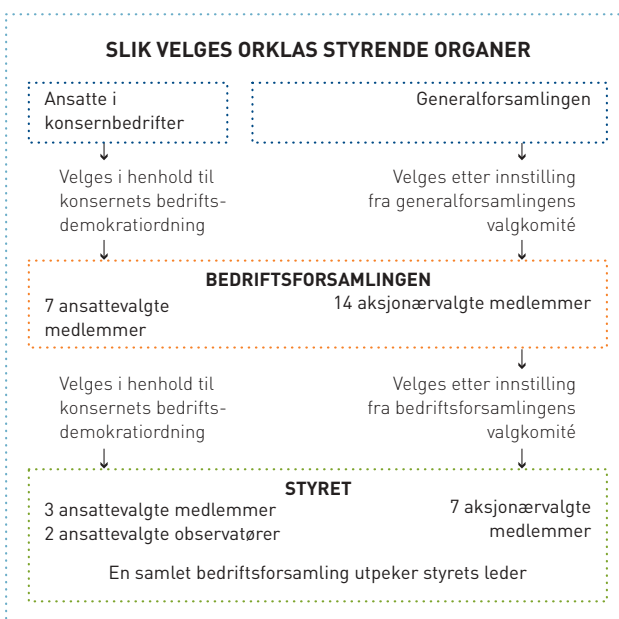 SLIK VELGES ORKLAS STYRENDE ORGANER
Ansatte i
konsernbedrifter
Generalforsamlingen
Velges i henhold til
konsernets bedrifts-
demokratiordning
Velges etter innstilling
fra generalforsamlingens
valgkomité
BEDRIFTSFORSAMLINGEN
7 ansattevalgte
medlemmer
14 aksjonærvalgte medlemmer
Velges i henhold til
konsernets bedrifts-
demokratiordning
Velges etter innstilling
fra bedriftsforsamlingens
valgkomité
STYRET
3 ansattevalgte medlemmer
2 ansattevalgte observatører
7 aksjonærvalgte
medlemmer
En samlet bedriftsforsamling utpeker styrets leder